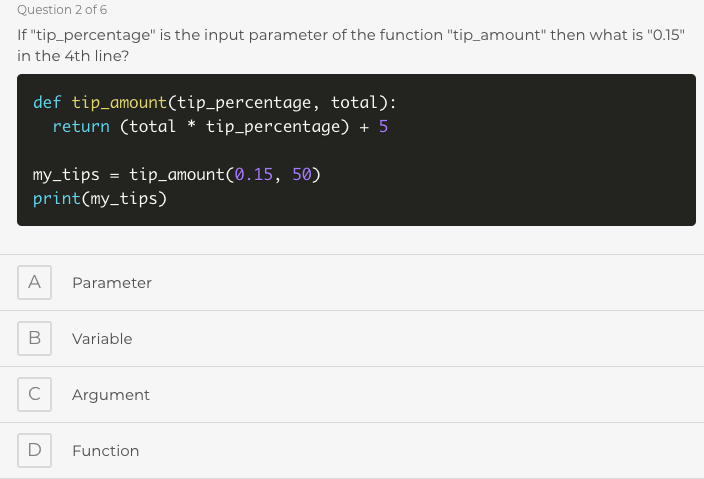 Question 2 of 6
If "tip_percentage" is the input parameter of the function "tip_amount" then what is "0.15"
in the 4th line?
def tip_amount(tip_percentage, total):
  return (total * tip_percentage) + 5
my_tips = tip_amount(0.15, 50)
print(my_tips)
A Parameter
B Variable
C Argument
D Function